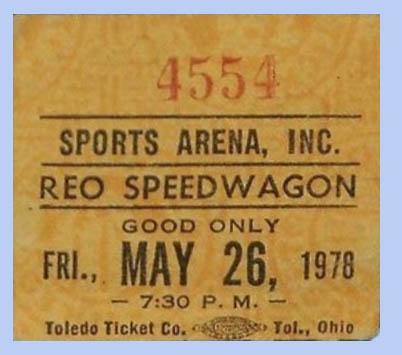 4554
SPORTS ARENA, INC.
REO SPEEDWAGON
GOOD ONLY
FRI., MAY 26, 1978
— 7:30 P. M. —
Toledo Ticket Co. Tol., Ohio